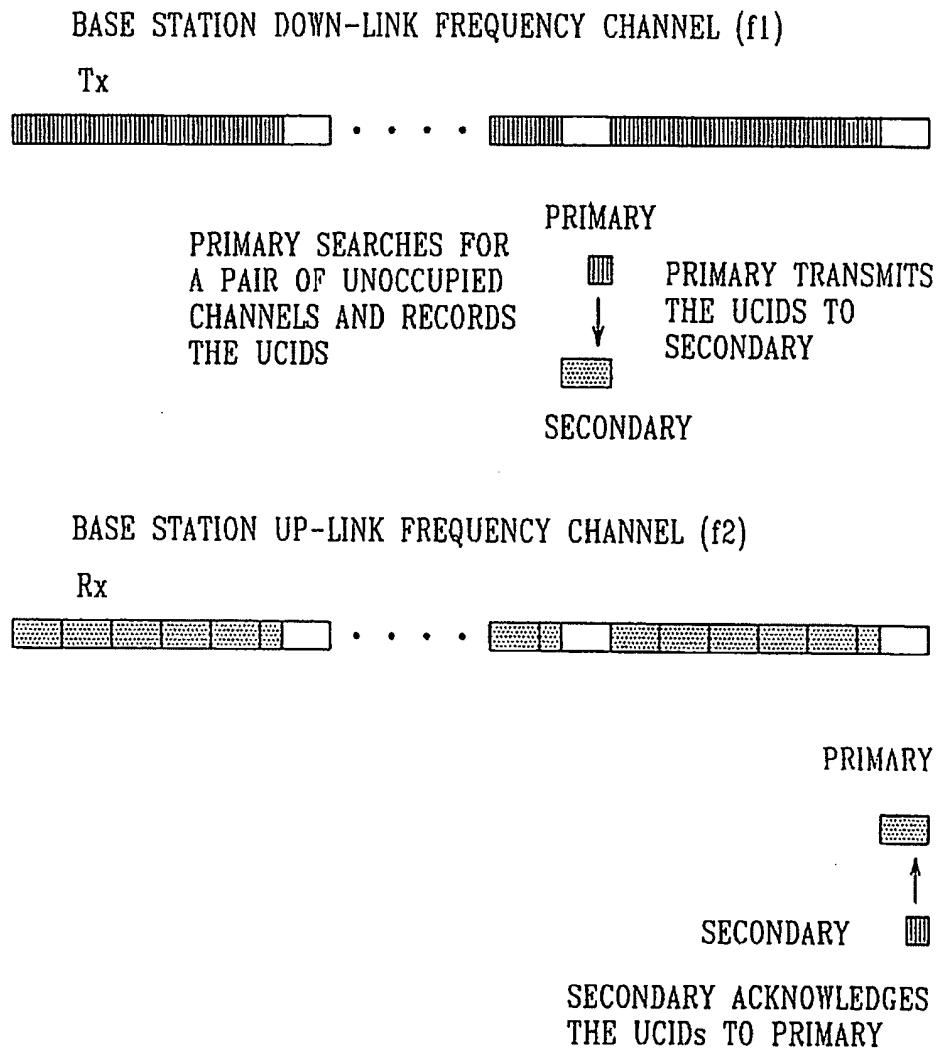 BASE STATION DOWN-LINK FREQUENCY CHANNEL (f1)
Tx
PRIMARY SEARCHES FOR
A PAIR OF UNOCCUPIED
CHANNELS AND RECORDS
THE UCIDS
PRIMARY
PRIMARY TRANSMITS
THE UCIDS TO
SECONDARY
SECONDARY
BASE STATION UP-LINK FREQUENCY CHANNEL (f2)
Rx
PRIMARY
SECONDARY
SECONDARY ACKNOWLEDGES
THE UCIDs TO PRIMARY